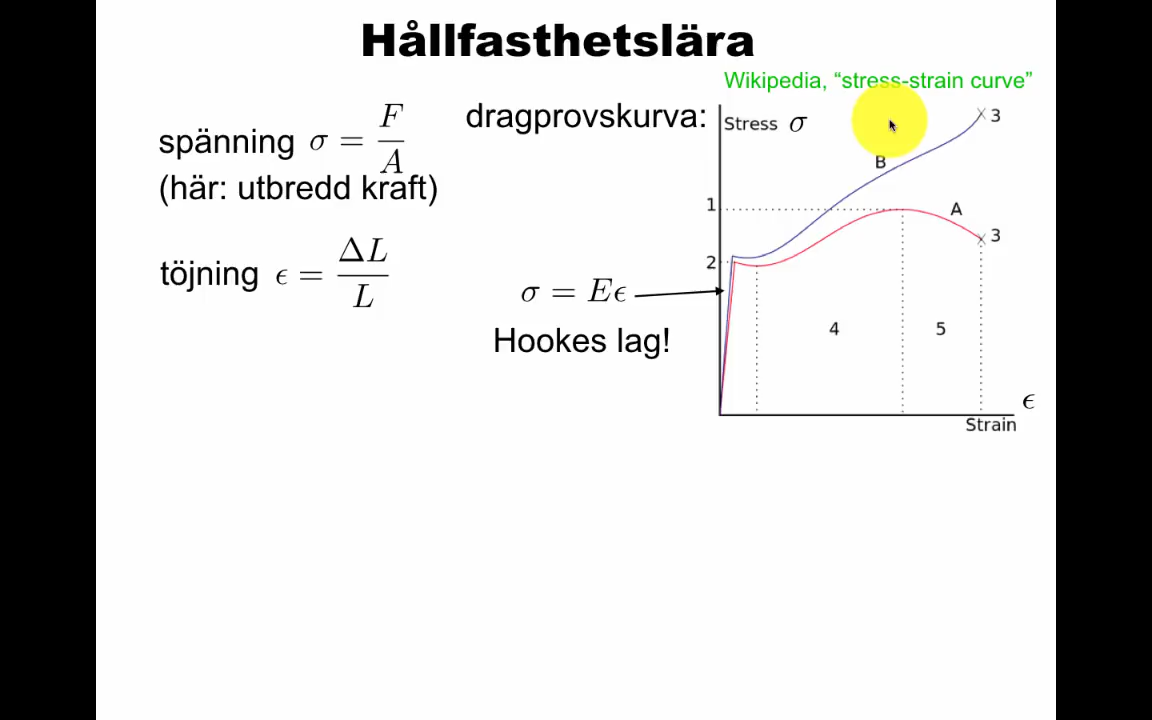 Hållfasthetslära
Wikipedia, “stress-strain curve”
spänning σ = F/A
(här: utbredd kraft)
töjning ϵ = ΔL/L
dragprovskurva:
σ = Eϵ
Hookes lag!
Stress σ
3
B
1
A
3
2
4
5
ϵ
Strain